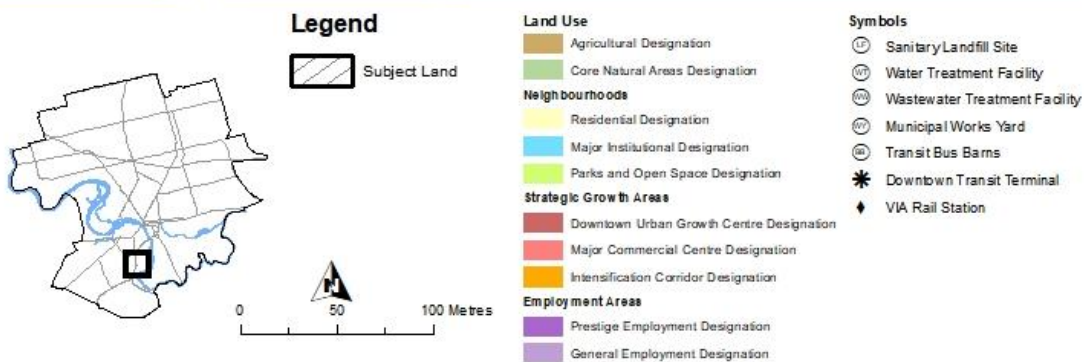 Legend
Subject Land
N
0 50 100 Metres
Land Use
Agricultural Designation
Core Natural Areas Designation
Neighbourhoods
Residential Designation
Major Institutional Designation
Parks and Open Space Designation
Strategic Growth Areas
Downtown Urban Growth Centre Designation
Major Commercial Centre Designation
Intensification Corridor Designation
Employment Areas
Prestige Employment Designation
General Employment Designation
Symbols
LF Sanitary Landfill Site
WT Water Treatment Facility
WW Wastewater Treatment Facility
WY Municipal Works Yard
BB Transit Bus Barns
Downtown Transit Terminal
VIA Rail Station